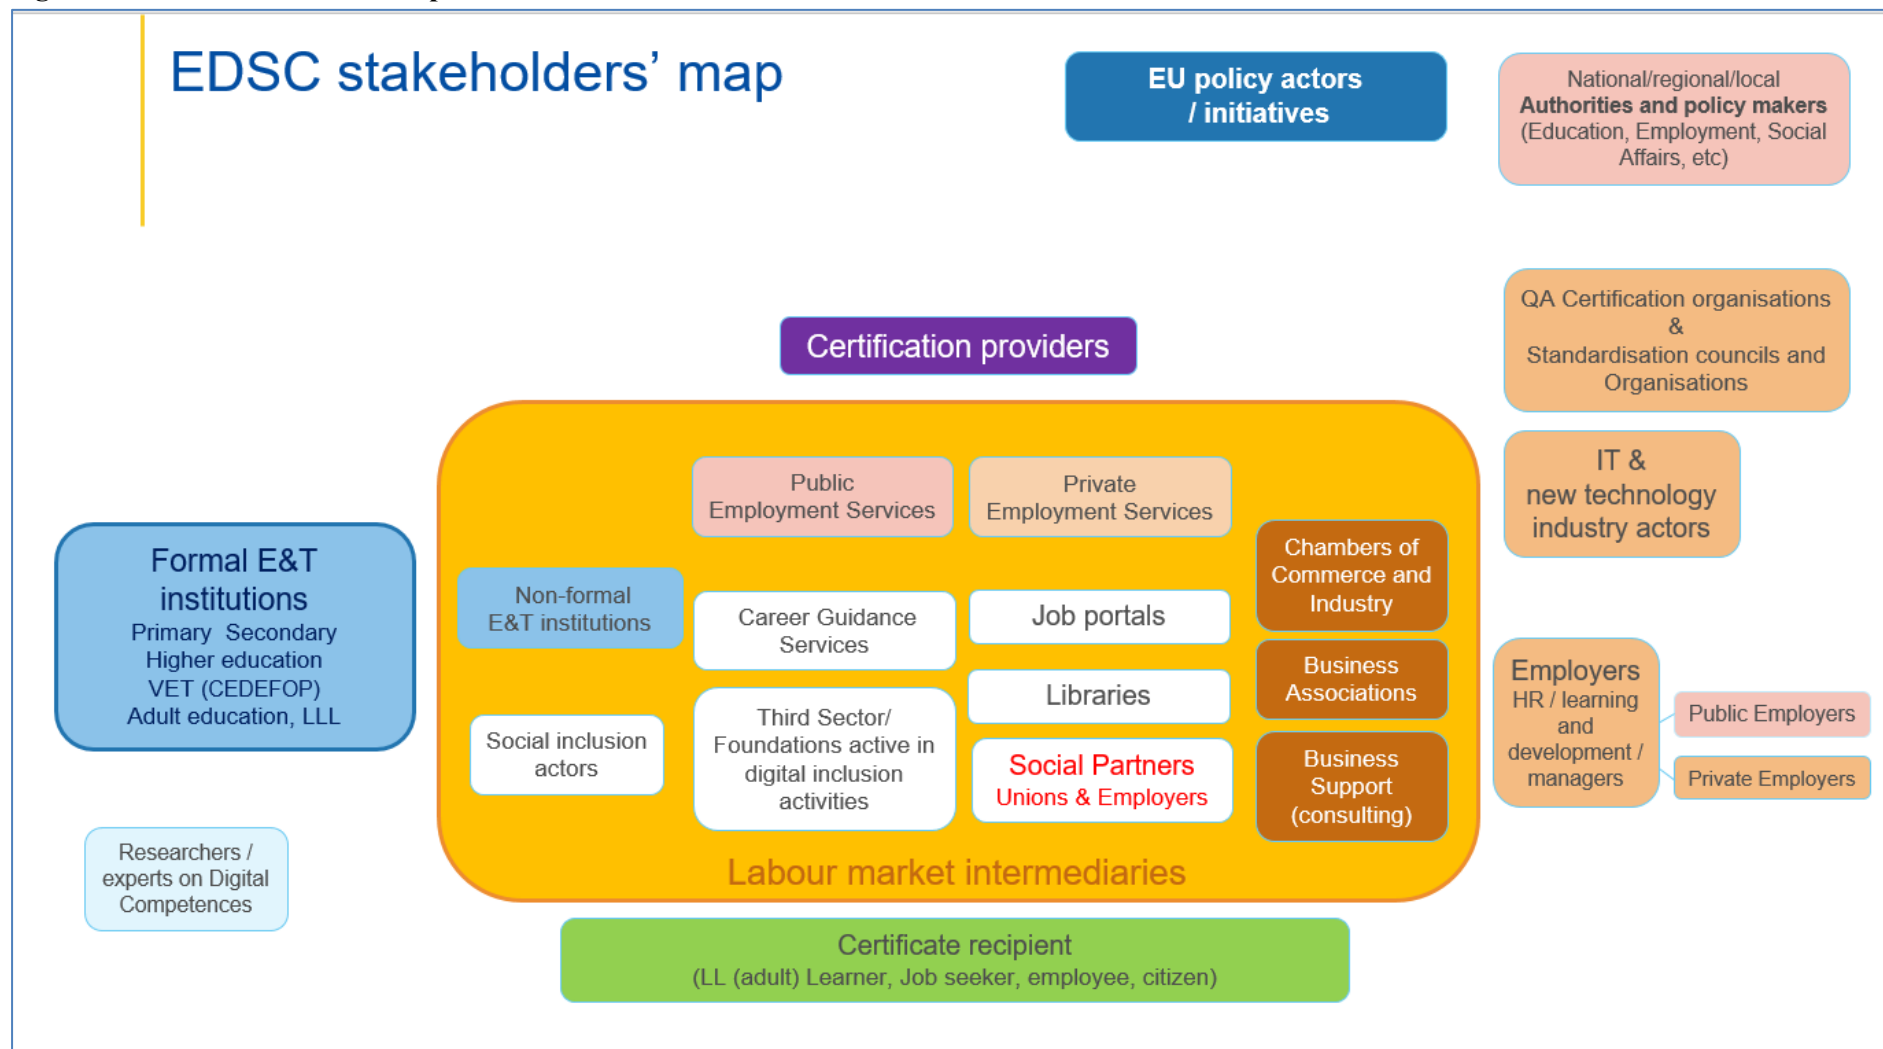 EDSC stakeholders’ map
EU policy actors
/ initiatives
National/regional/local
Authorities and policy makers
(Education, Employment, Social
Affairs, etc)
QA Certification organisations
&
Standardisation councils and
Organisations
Certification providers
IT &
new technology
industry actors
Public
Employment Services
Private
Employment Services
Chambers of
Commerce and
Industry
Formal E&T
institutions
Primary Secondary
Higher education
VET (CEDEFOP)
Adult education, LLL
Non-formal
E&T institutions
Career Guidance
Services
Job portals
Business
Associations
Libraries
Employers
HR / learning
and
development /
managers
Public Employers
Private Employers
Social inclusion
actors
Third Sector/
Foundations active in
digital inclusion
activities
Social Partners
Unions & Employers
Business
Support
(consulting)
Labour market intermediaries
Researchers /
experts on Digital
Competences
Certificate recipient
(LL (adult) Learner, Job seeker, employee, citizen)